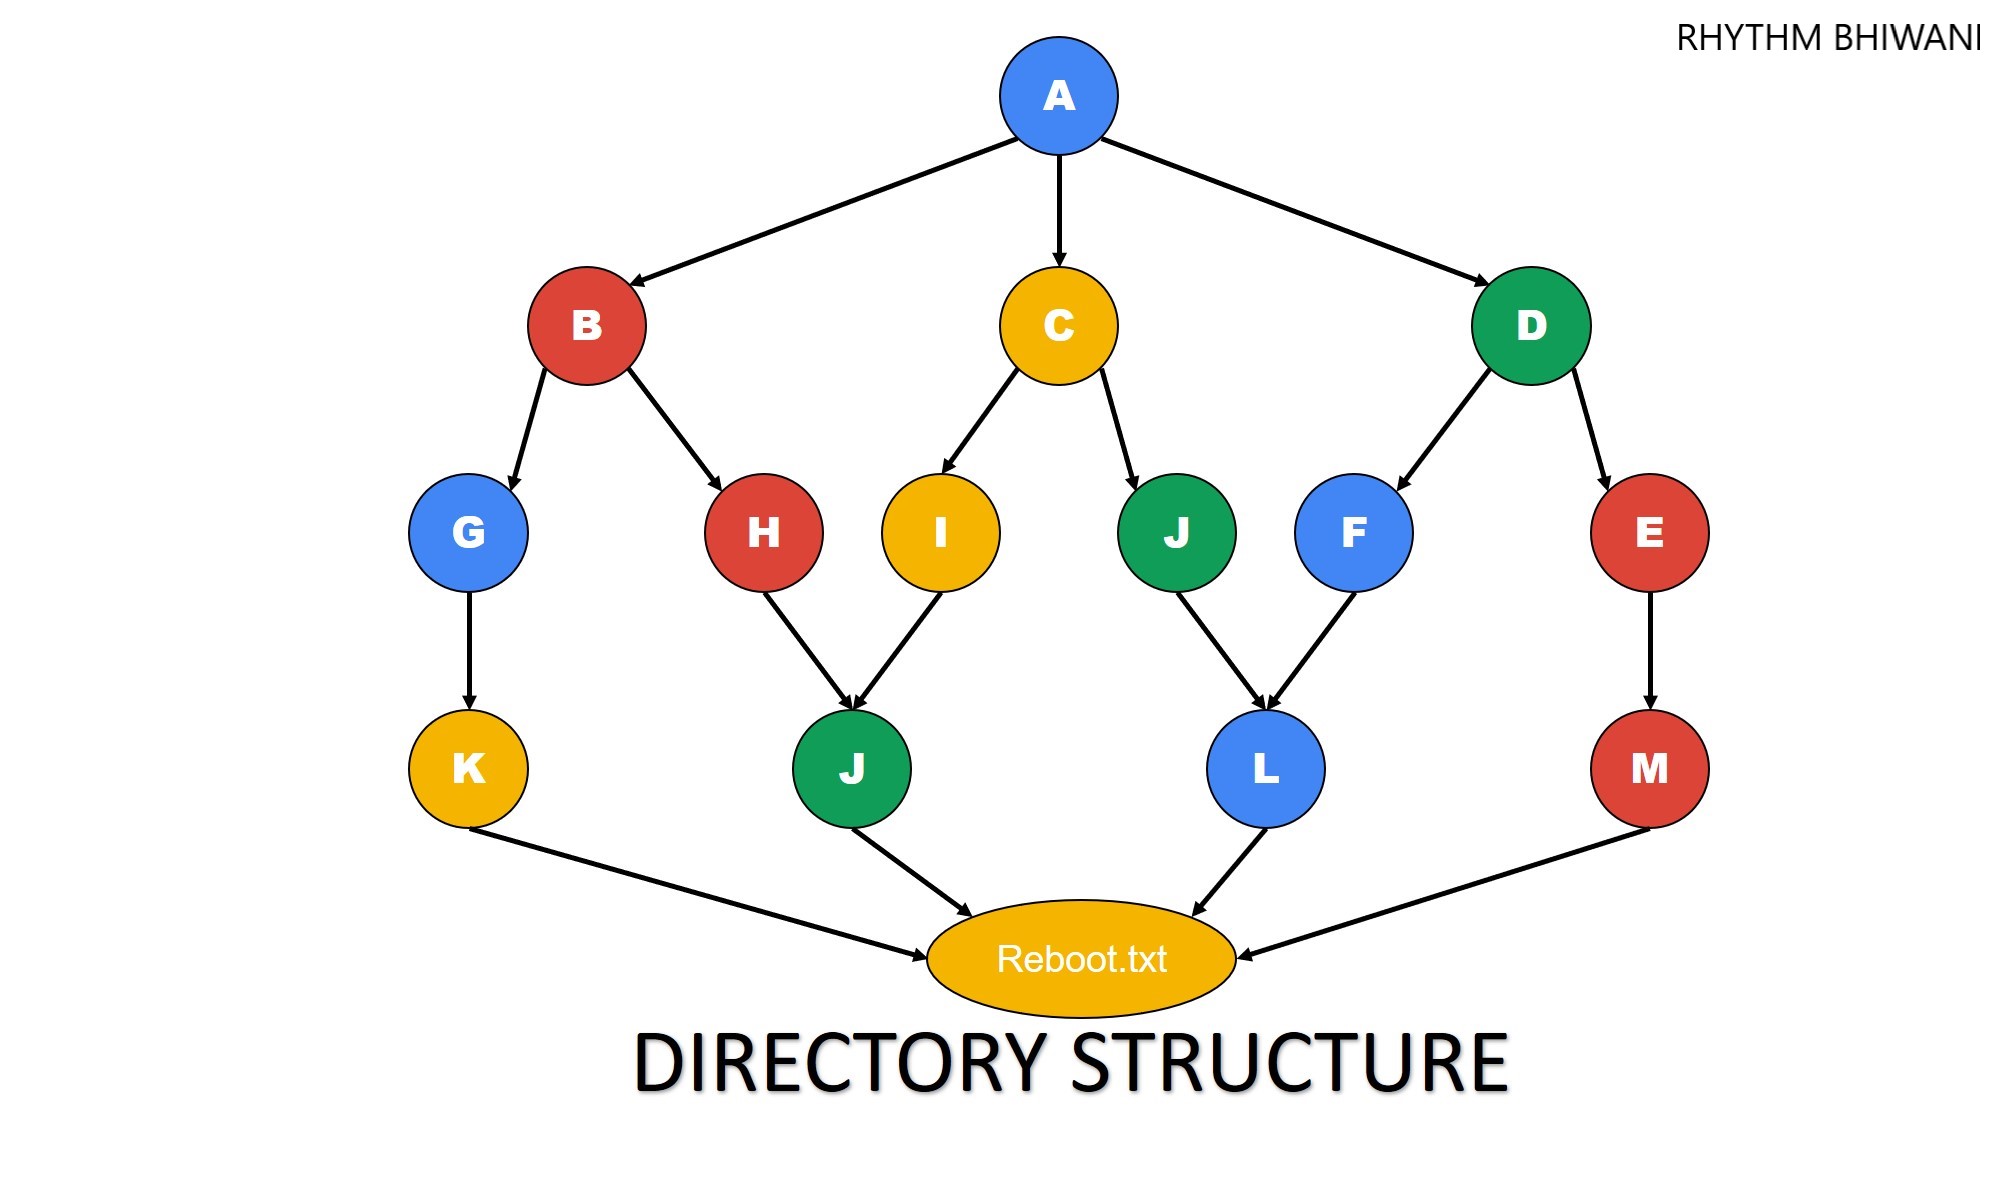 RHYTHM BHIWANI
A
B
C
D
G
H
I
J
F
E
K
J
L
M
Reboot.txt
DIRECTORY STRUCTURE